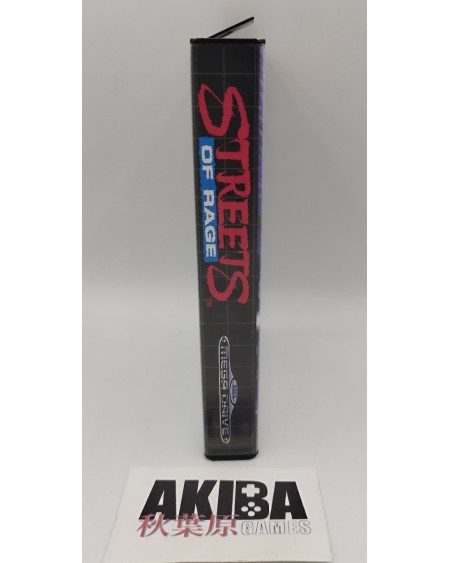 STREETS
OF RAGE
™
MEGA DRIVE
AKIBA
秋葉原 GAMES